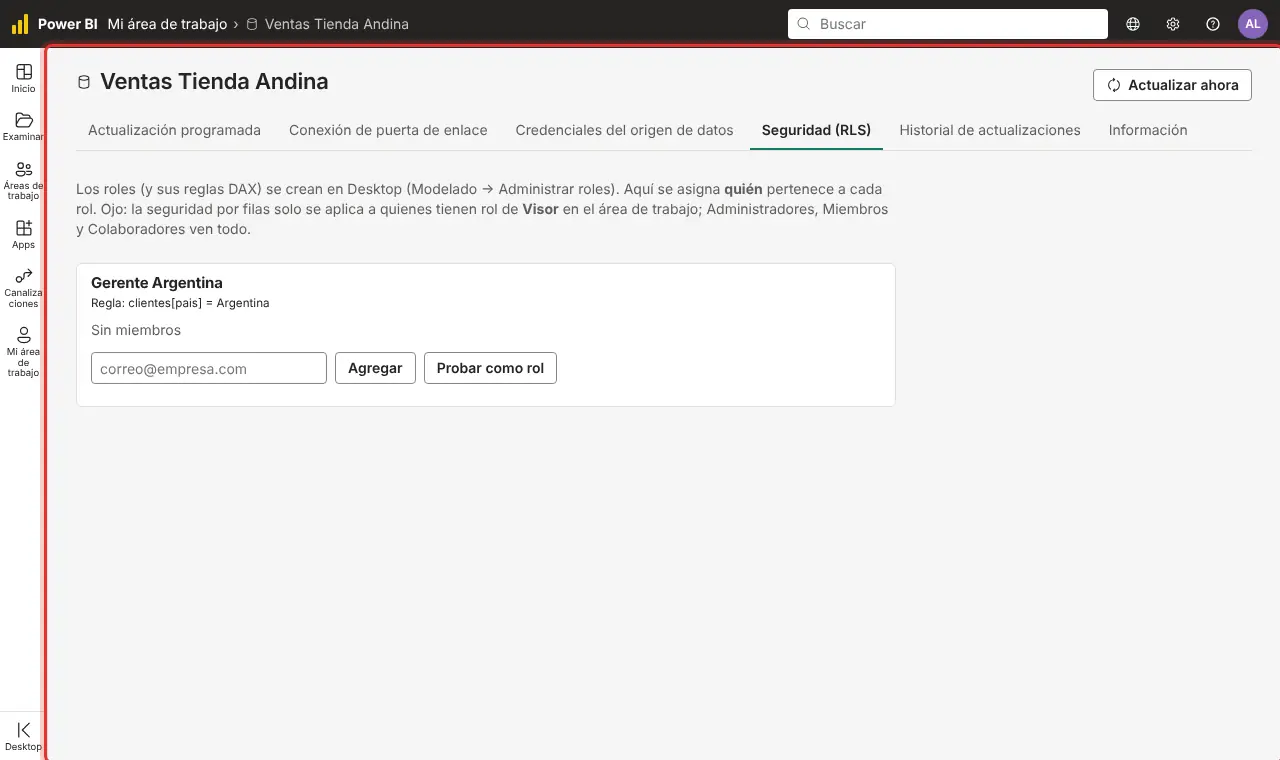 Power BI Mi área de trabajo › Ventas Tienda Andina
Buscar
AL
Inicio
Examinar
Áreas de
trabajo
Apps
Canaliza
ciones
Mi área
de
trabajo
Desktop
Ventas Tienda Andina
Actualizar ahora
Actualización programada Conexión de puerta de enlace Credenciales del origen de datos Seguridad (RLS) Historial de actualizaciones Información
Los roles (y sus reglas DAX) se crean en Desktop (Modelado → Administrar roles). Aquí se asigna quién pertenece a cada
rol. Ojo: la seguridad por filas solo se aplica a quienes tienen rol de Visor en el área de trabajo; Administradores, Miembros
y Colaboradores ven todo.
Gerente Argentina
Regla: clientes[pais] = Argentina
Sin miembros
correo@empresa.com Agregar Probar como rol